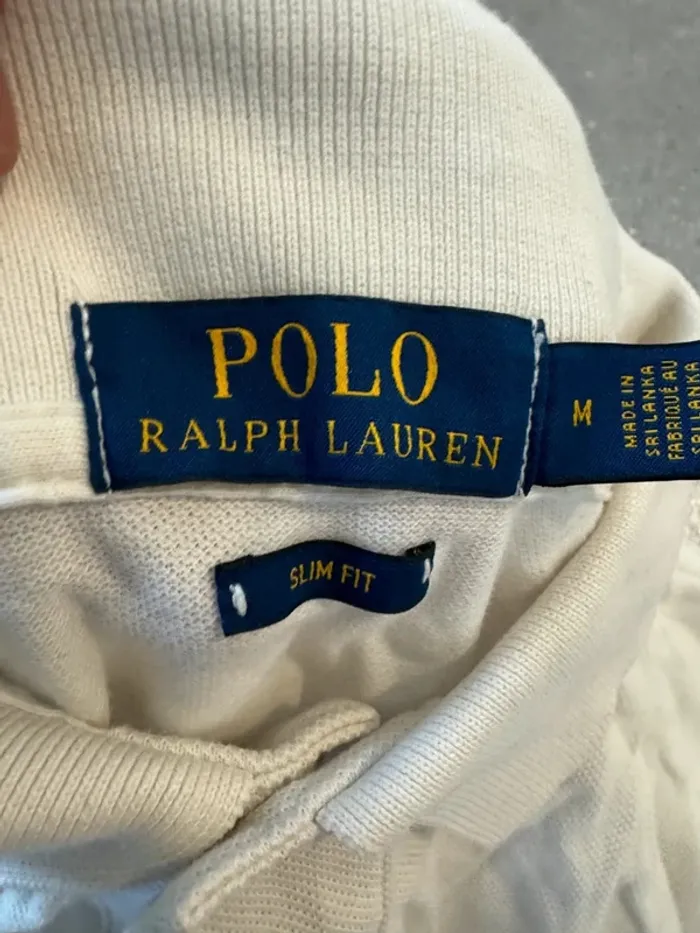 POLO
RALPH LAUREN
M
MADE IN
SRI LANKA
FABRIQUÉ AU
SRI LANKA
SLIM FIT